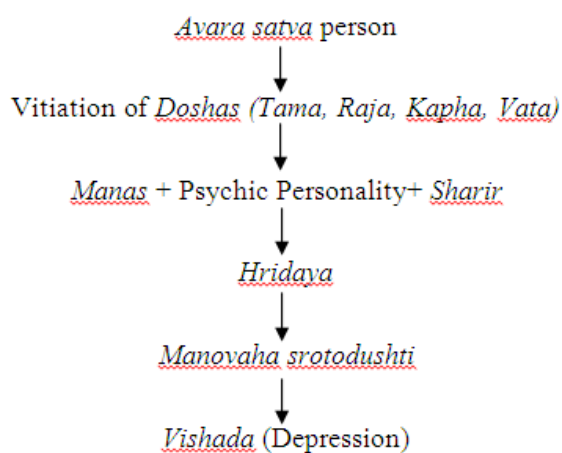 Avara satva person
Vitiation of Doshas (Tama, Raja, Kapha, Vata)
Manas + Psychic Personality+ Sharir
Hridaya
Manovaha srotodushti
Vishada (Depression)